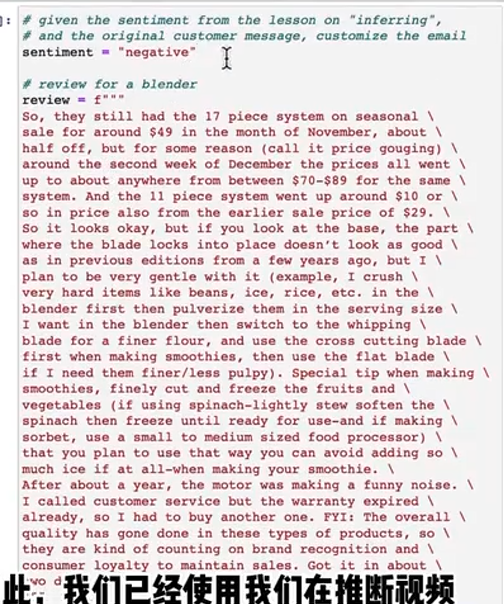 ]:
# given the sentiment from the lesson on "inferring",
# and the original customer message, customize the email
sentiment = "negative"
# review for a blender
review = f"""
So, they still had the 17 piece system on seasonal \
sale for around $49 in the month of November, about \
half off, but for some reason (call it price gouging) \
around the second week of December the prices all went \
up to about anywhere from between $70-$89 for the same \
system. And the 11 piece system went up around $10 or \
so in price also from the earlier sale price of $29. \
So it looks okay, but if you look at the base, the part \
where the blade locks into place doesn't look as good \
as in previous editions from a few years ago, but I \
plan to be very gentle with it (example, I crush \
very hard items like beans, ice, rice, etc. in the \
blender first then pulverize them in the serving size \
I want in the blender then switch to the whipping \
blade for a finer flour, and use the cross cutting blade \
first when making smoothies, then use the flat blade \
if I need them finer/less pulpy). Special tip when making \
smoothies, finely cut and freeze the fruits and \
vegetables (if using spinach-lightly stew soften the \
spinach then freeze until ready for use-and if making \
sorbet, use a small to medium sized food processor) \
that you plan to use that way you can avoid adding so \
much ice if at all-when making your smoothie. \
After about a year, the motor was making a funny noise. \
I called customer service but the warranty expired \
already, so I had to buy another one. FYI: The overall \
quality has gone done in these types of products, so \
they are kind of counting on brand recognition and \
consumer loyalty to maintain sales. Got it in about \
two d
此，我们已经使用我们在推断视频